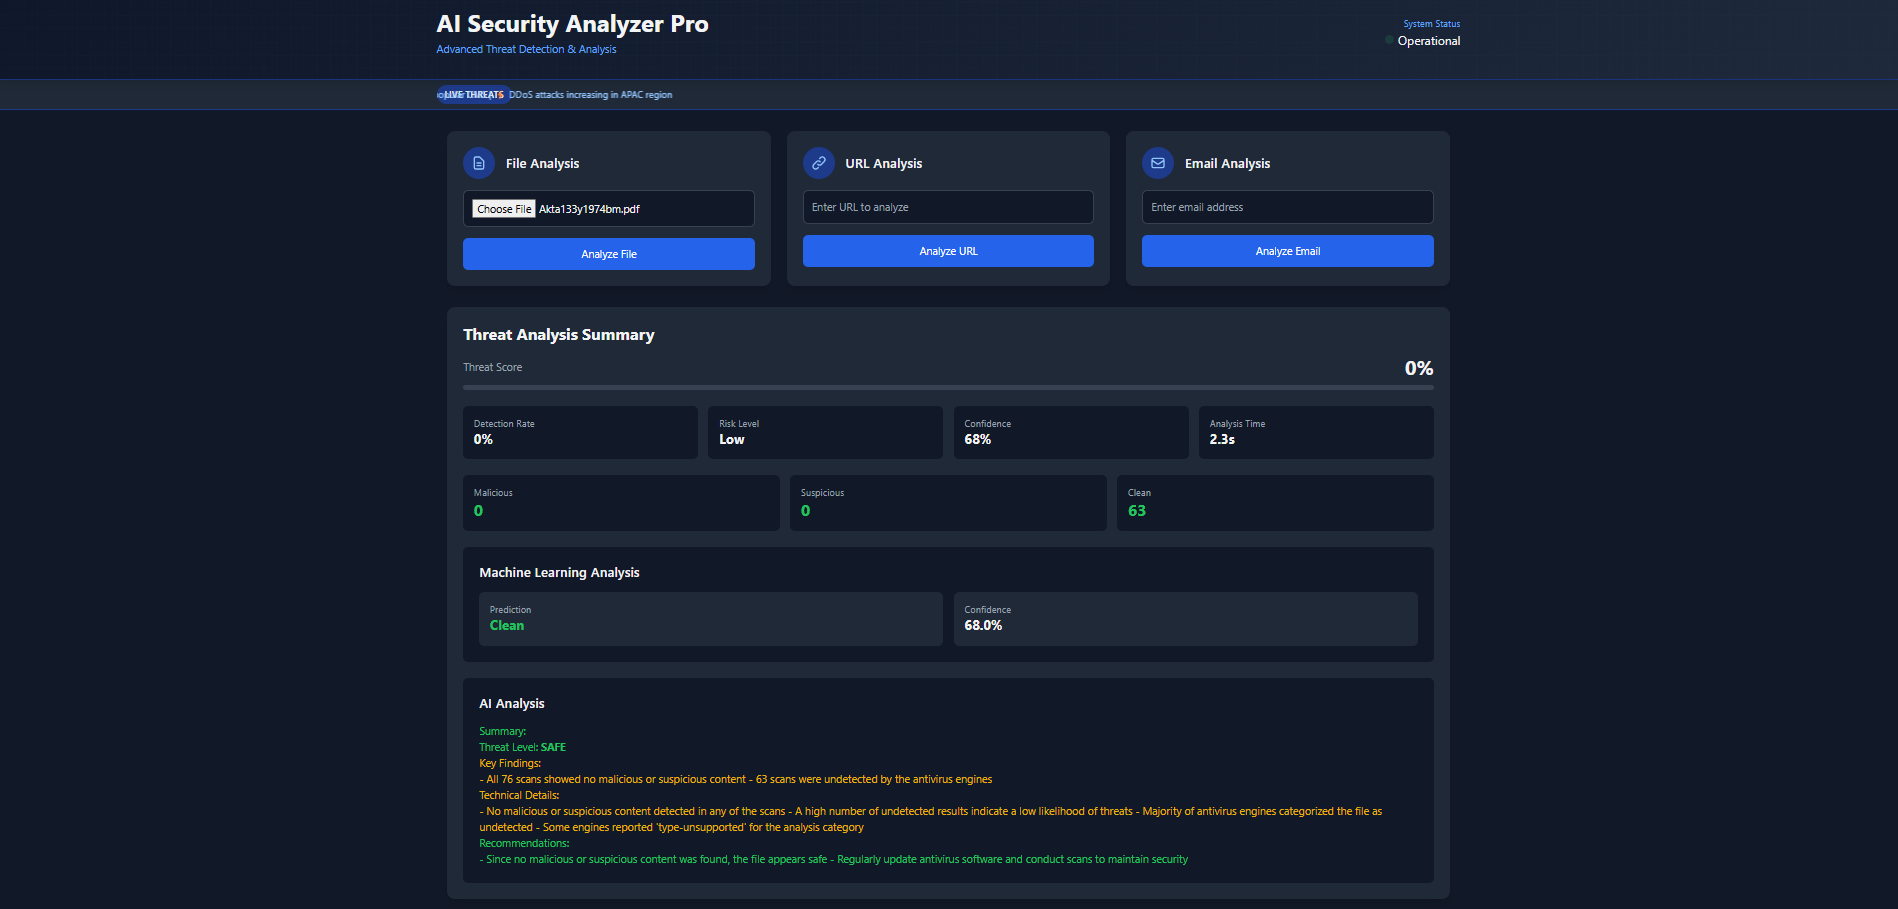 AI Security Analyzer Pro
Advanced Threat Detection & Analysis
System Status
Operational
LIVE THREATS
DDoS attacks increasing in APAC region
File Analysis
Choose File Akta133y1974bm.pdf
Analyze File
URL Analysis
Enter URL to analyze
Analyze URL
Email Analysis
Enter email address
Analyze Email
Threat Analysis Summary
Threat Score
0%
Detection Rate
0%
Risk Level
Low
Confidence
68%
Analysis Time
2.3s
Malicious
0
Suspicious
0
Clean
63
Machine Learning Analysis
Prediction
Clean
Confidence
68.0%
AI Analysis
Summary:
Threat Level: SAFE
Key Findings:
- All 76 scans showed no malicious or suspicious content - 63 scans were undetected by the antivirus engines
Technical Details:
- No malicious or suspicious content detected in any of the scans - A high number of undetected results indicate a low likelihood of threats - Majority of antivirus engines categorized the file as
undetected - Some engines reported 'type-unsupported' for the analysis category
Recommendations:
- Since no malicious or suspicious content was found, the file appears safe - Regularly update antivirus software and conduct scans to maintain security